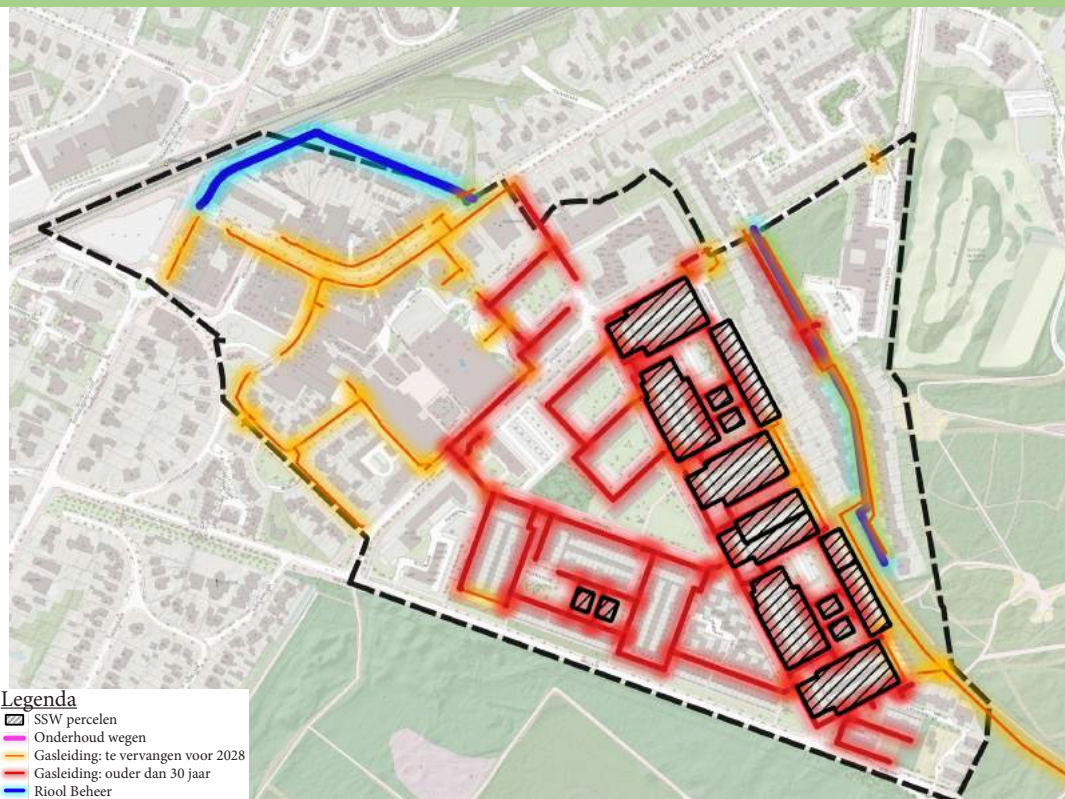 Legenda
SSW percelen
Onderhoud wegen
Gasleiding: te vervangen voor 2028
Gasleiding: ouder dan 30 jaar
Riool Beheer